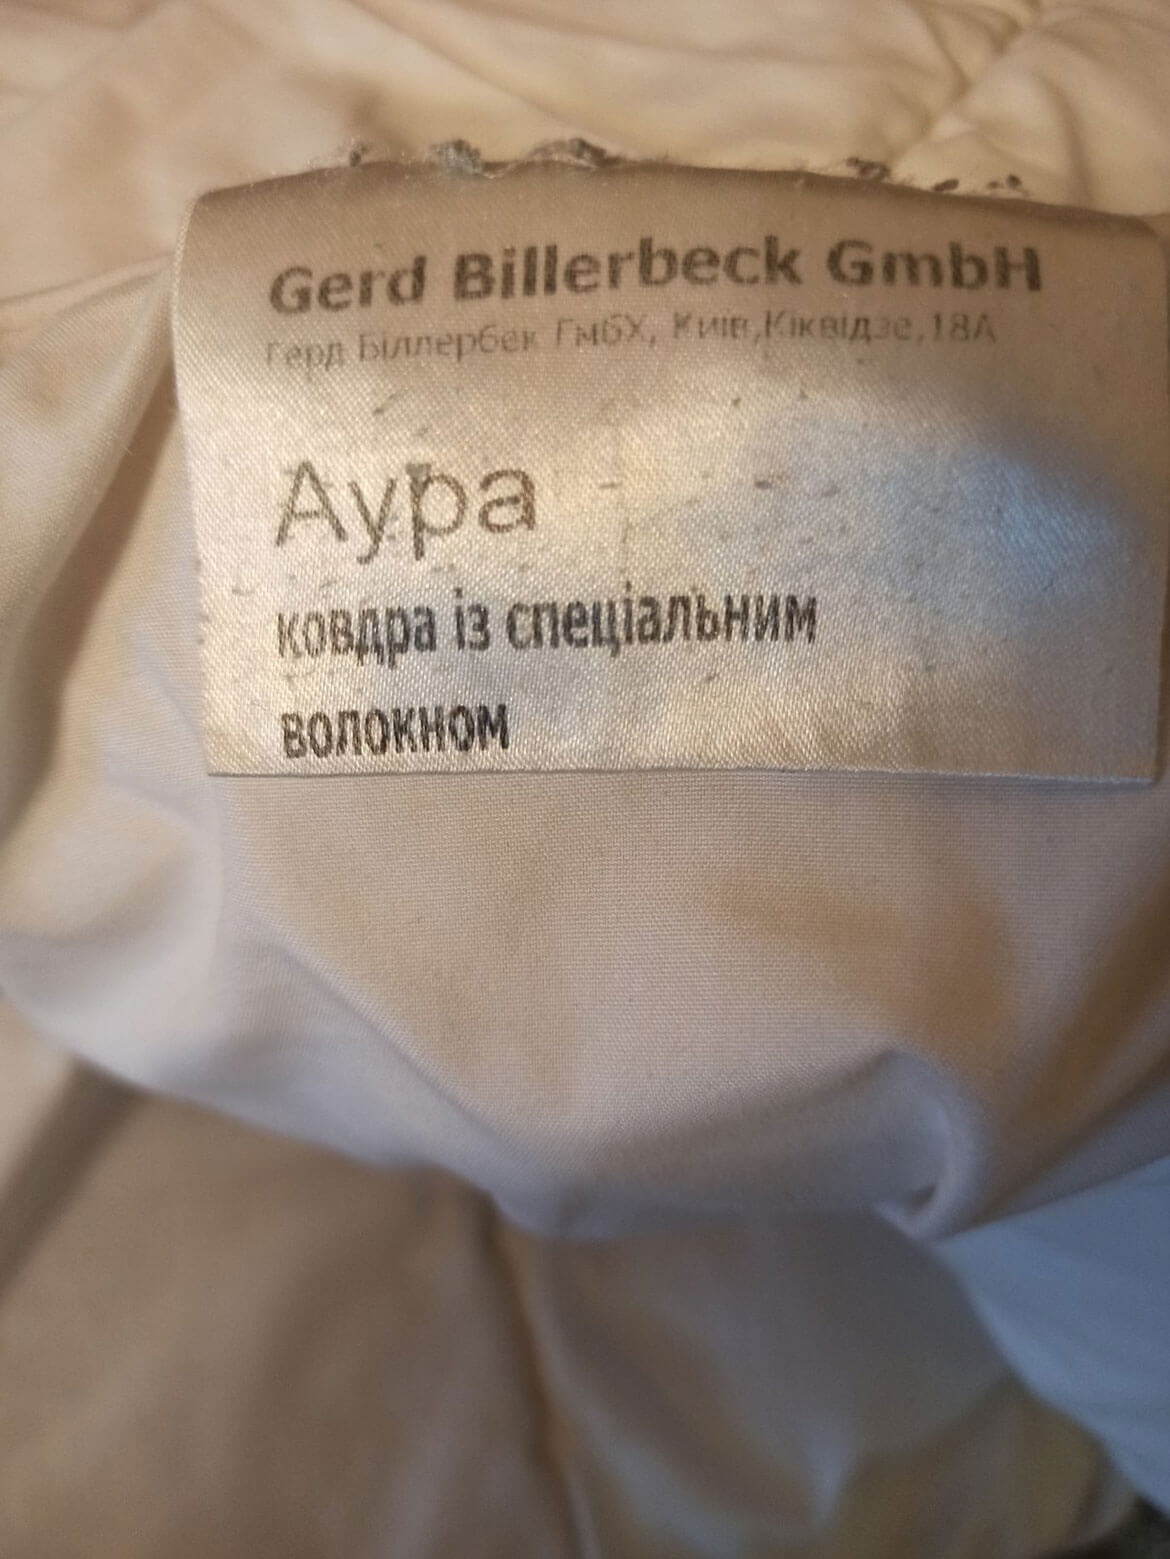 Gerd Billerbeck GmbH
Герд Біллербек ГмбХ, Київ,Кіквідзе,18А
Аура
ковдра із спеціальним
волокном